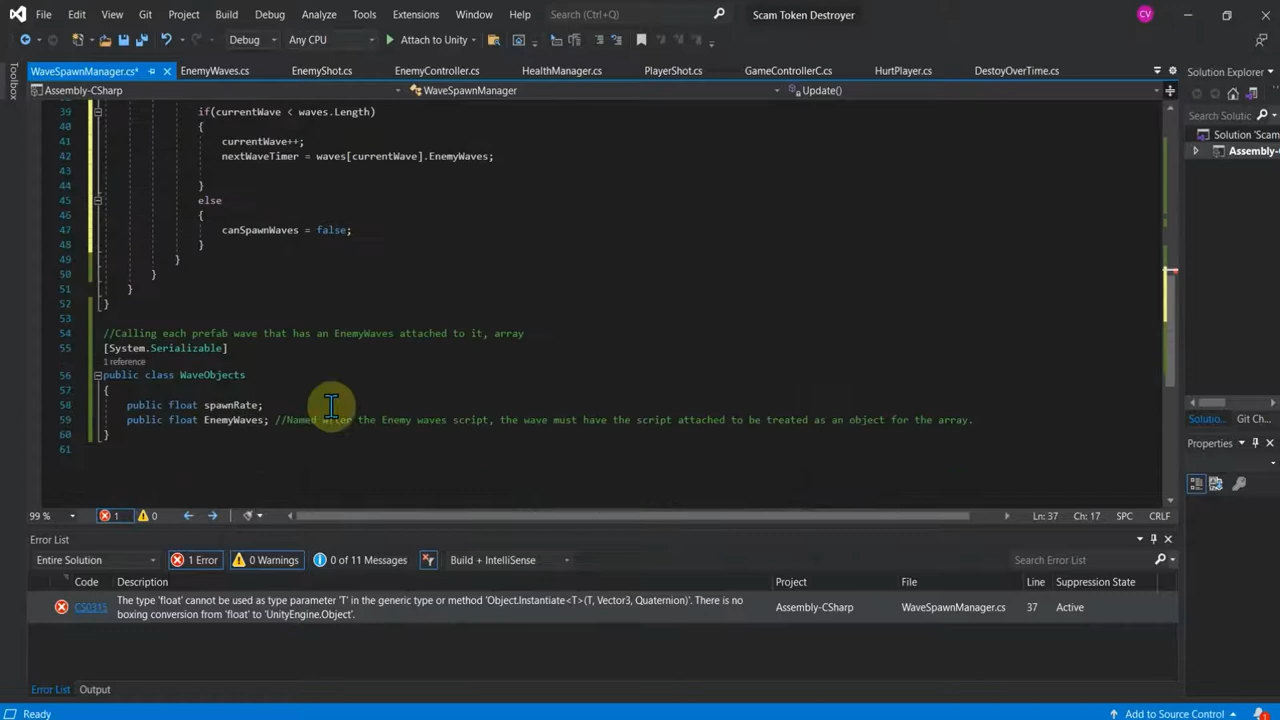 File Edit View Git Project Build Debug Analyze Tools Extensions Window Help Search (Ctrl+Q) Scam Token Destroyer CV
Debug Any CPU Attach to Unity
Toolbox
WaveSpawnManager.cs* EnemyWaves.cs EnemyShot.cs EnemyController.cs HealthManager.cs PlayerShot.cs GameControllerC.cs HurtPlayer.cs DestoyOverTime.cs
Solution Explorer
Assembly-CSharp WaveSpawnManager Update()
Search Solutic
Solution 'Scam
Assembly-C
39 if(currentWave < waves.Length)
40 {
41 currentWave++;
42 nextWaveTimer = waves[currentWave].EnemyWaves;
43
44 }
45 else
46 {
47 canSpawnWaves = false;
48 }
49 }
50 }
51 }
52 }
53
54 //Calling each prefab wave that has an EnemyWaves attached to it, array
55 [System.Serializable]
1 reference
56 public class WaveObjects
57 {
58 public float spawnRate;
59 public float EnemyWaves; //Named after the Enemy waves script, the wave must have the script attached to be treated as an object for the array.
60 }
61
Solutio... Git Ch...
Properties
99 % 1 0 Ln: 37 Ch: 17 SPC CRLF
Error List
Entire Solution 1 Error 0 Warnings 0 of 11 Messages Build + IntelliSense Search Error List
Code Description Project File Line Suppression State
CS0315 The type 'float' cannot be used as type parameter 'T' in the generic type or method 'Object.Instantiate<T>(T, Vector3, Quaternion)'. There is no Assembly-CSharp WaveSpawnManager.cs 37 Active
boxing conversion from 'float' to 'UnityEngine.Object'.
Error List Output
Ready Add to Source Control